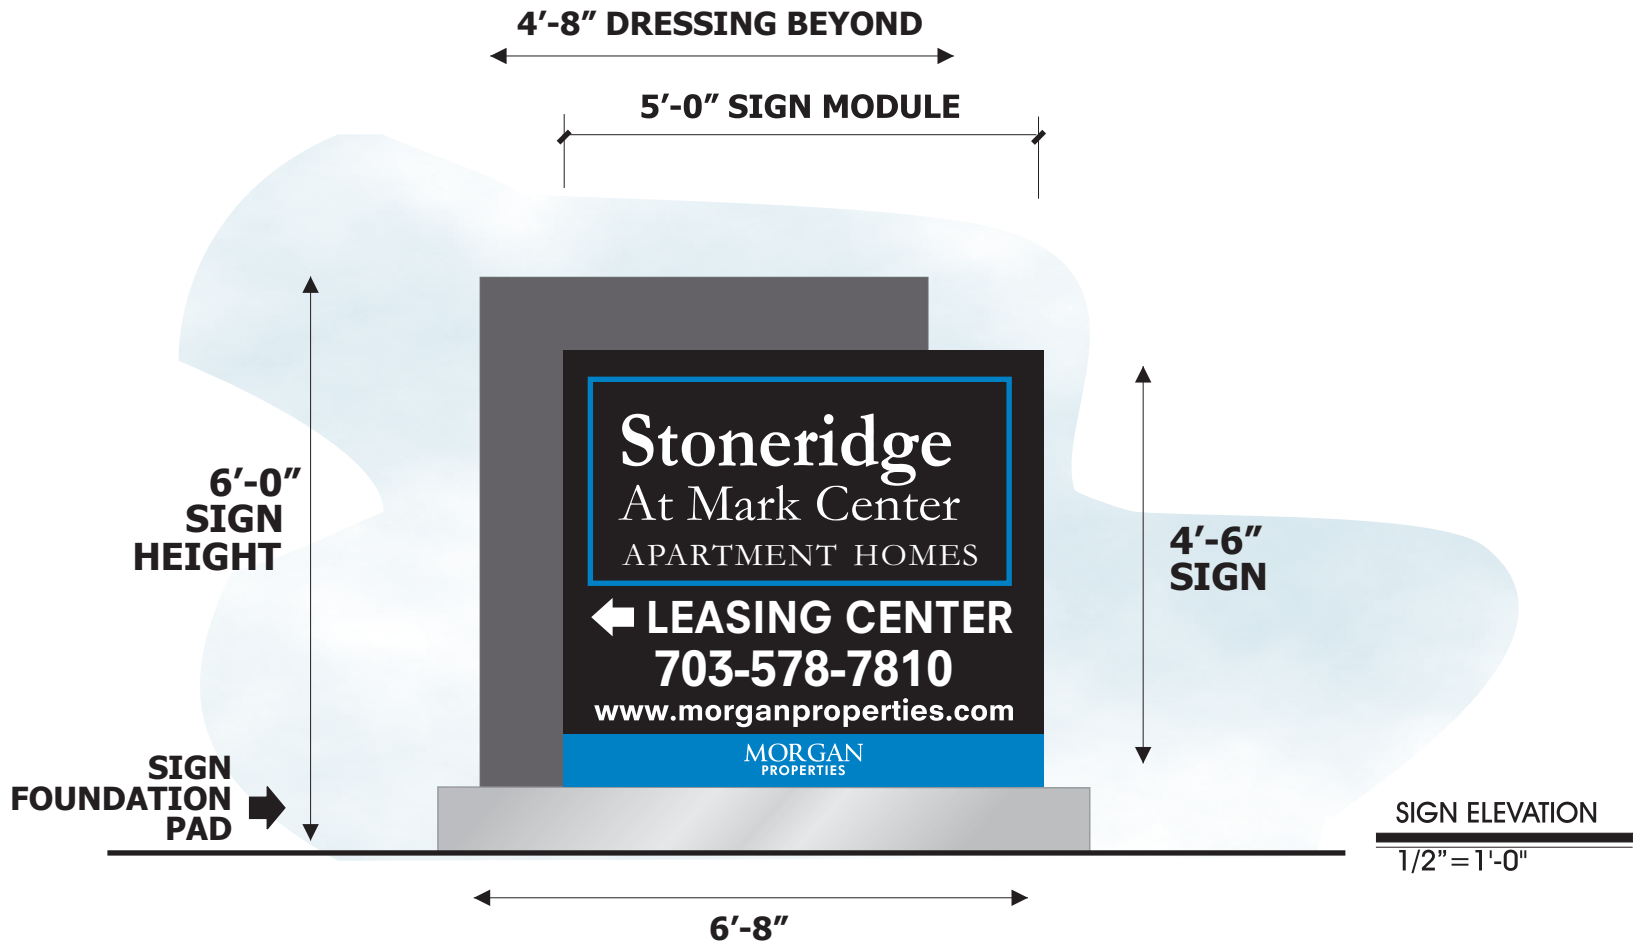 4’-8” DRESSING BEYOND
5’-0” SIGN MODULE
6’-0”
SIGN
HEIGHT
Stoneridge
At Mark Center
APARTMENT HOMES
LEASING CENTER
703-578-7810
www.morganproperties.com
MORGAN
PROPERTIES
4’-6”
SIGN
SIGN
FOUNDATION
PAD
SIGN ELEVATION
1/2”=1'-0"
6’-8”